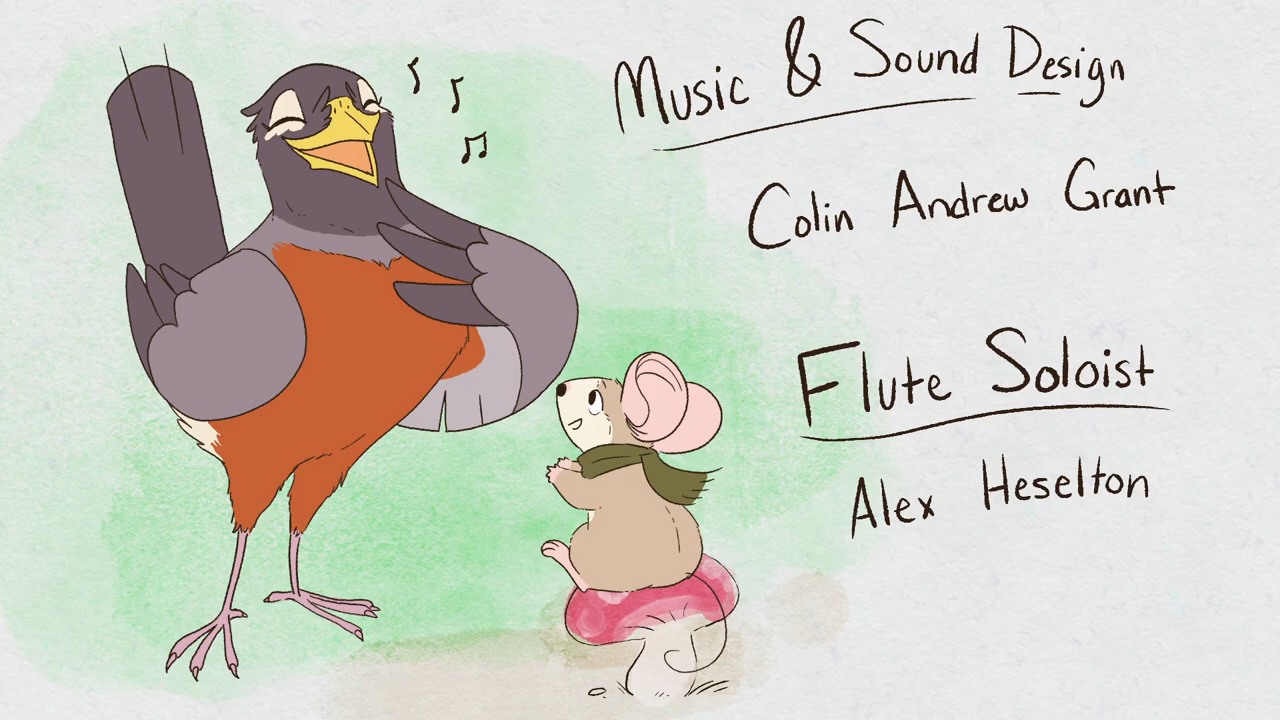 Music & Sound Design
Colin Andrew Grant
Flute Soloist
Alex Heselton